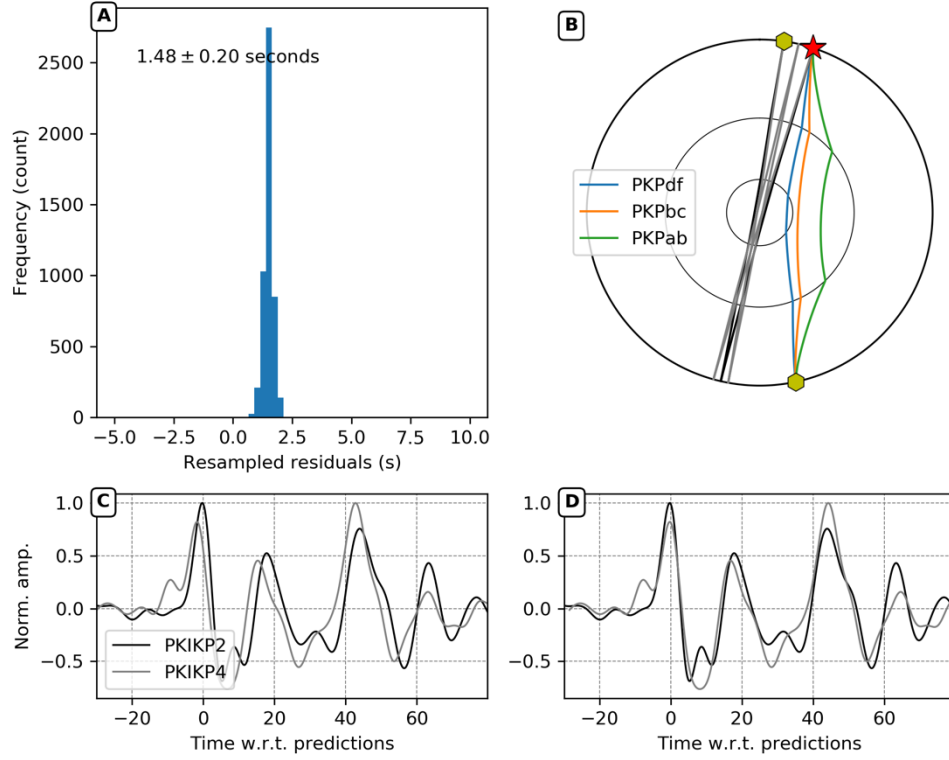 A
1.48 ± 0.20 seconds
2500
2000
1500
1000
500
0
Frequency (count)
−5.0 −2.5 0.0 2.5 5.0 7.5 10.0
Resampled residuals (s)
B
PKPdf
PKPbc
PKPab
C
1.0
0.5
0.0
−0.5
Norm. amp.
PKIKP2
PKIKP4
−20 0 20 40 60
Time w.r.t. predictions
D
1.0
0.5
0.0
−0.5
−20 0 20 40 60
Time w.r.t. predictions